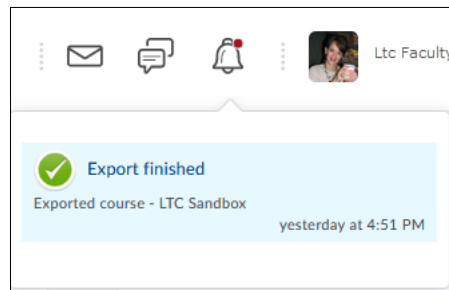 Ltc Faculty
Export finished
Exported course - LTC Sandbox
yesterday at 4:51 PM